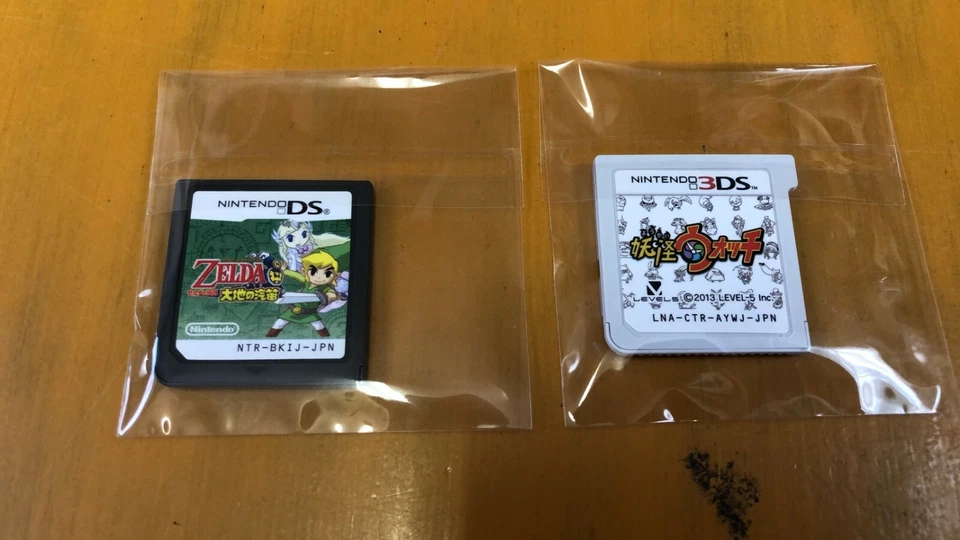 NINTENDO DS®
ZELDA
大地の汽笛
Nintendo
NTR-BKIJ-JPN
NINTENDO 3DS™
妖怪ウォッチ
LEVEL5 ©2013 LEVEL-5 Inc.
LNA-CTR-AYWJ-JPN